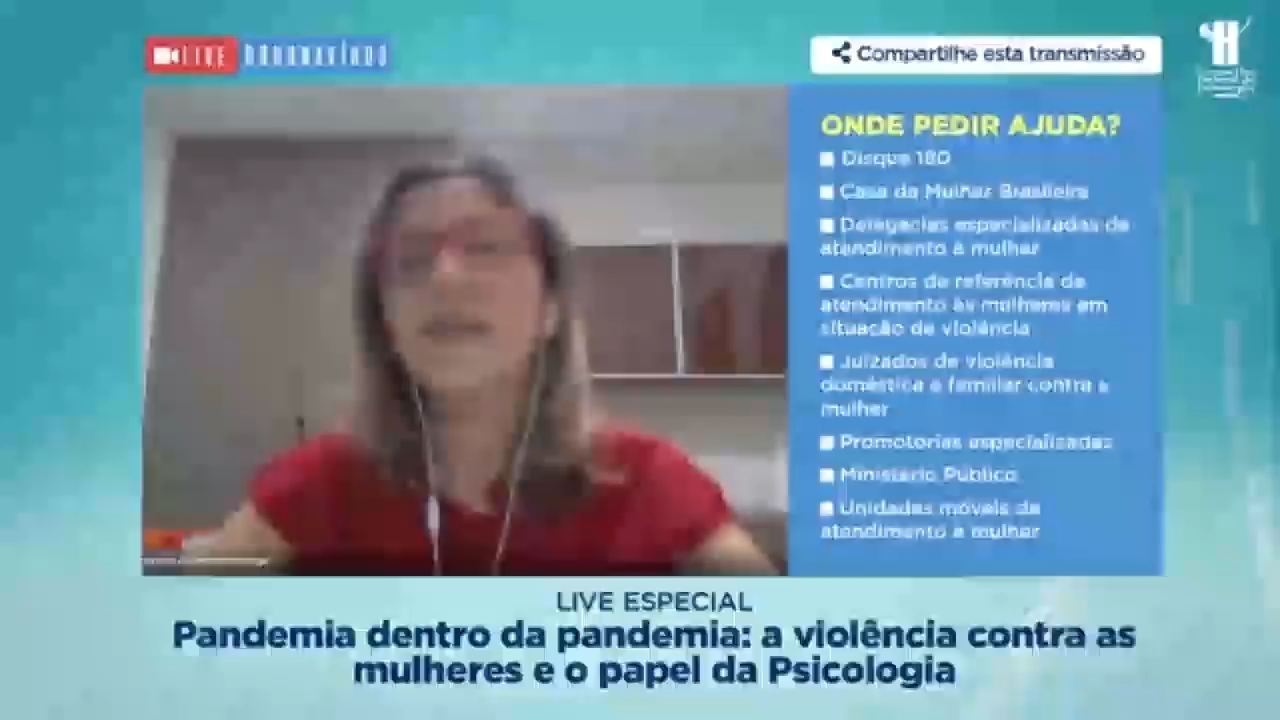 LIVE CORONAVÍRUS
Compartilhe esta transmissão
ONDE PEDIR AJUDA?
Disque 180
Casa da Mulher Brasileira
Delegacias especializadas de
atendimento à mulher
Centros de referência de
atendimento às mulheres em
situação de violência
Juizados de violência
doméstica e familiar contra a
mulher
Promotorias especializadas
Ministério Público
Unidades móveis de
atendimento à mulher
LIVE ESPECIAL
Pandemia dentro da pandemia: a violência contra as
mulheres e o papel da Psicologia